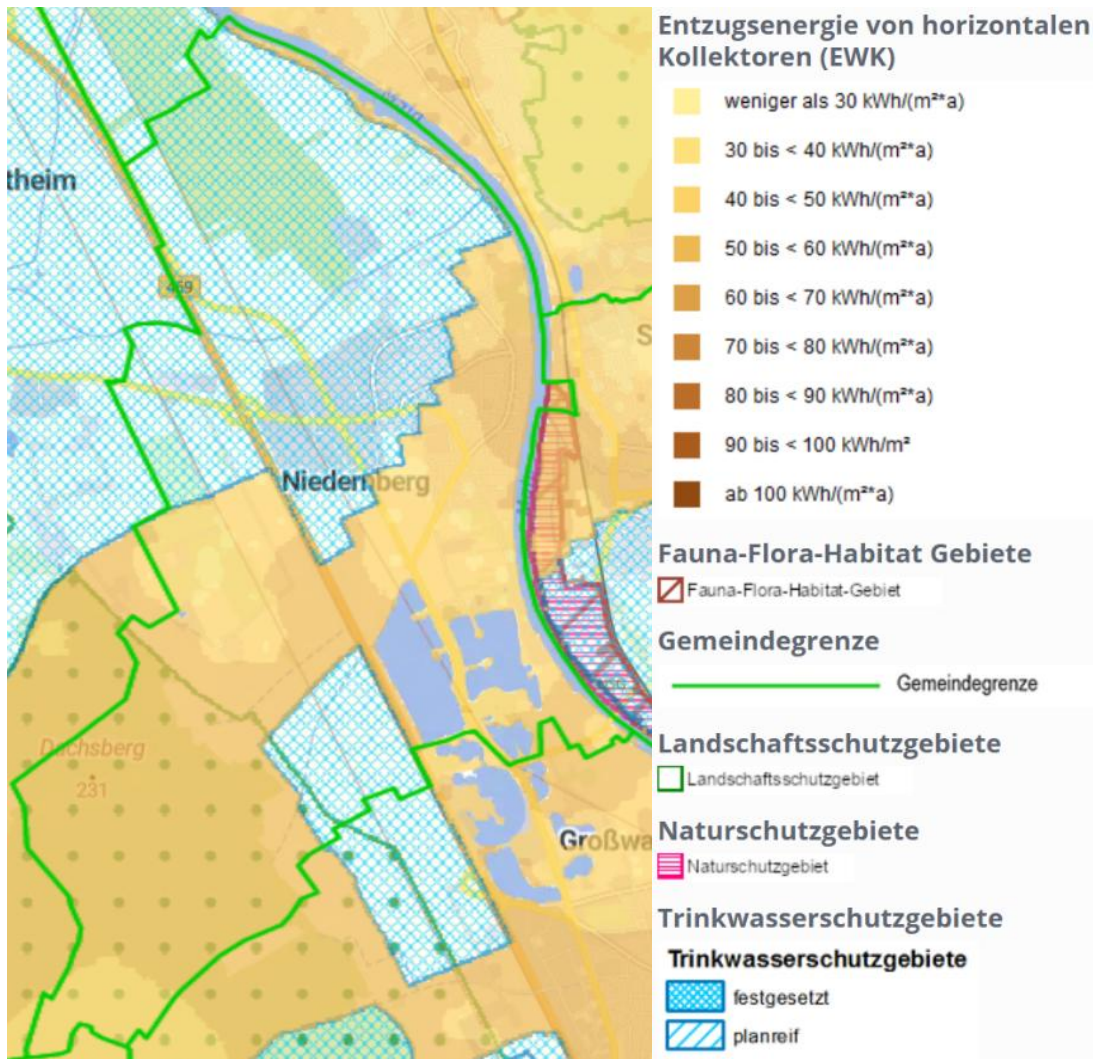 theim
469
Niedernberg
Dachsberg
231
Großwa
S
Entzugsenergie von horizontalen
Kollektoren (EWK)
weniger als 30 kWh/(m²*a)
30 bis < 40 kWh/(m²*a)
40 bis < 50 kWh/(m²*a)
50 bis < 60 kWh/(m²*a)
60 bis < 70 kWh/(m²*a)
70 bis < 80 kWh/(m²*a)
80 bis < 90 kWh/(m²*a)
90 bis < 100 kWh/m²
ab 100 kWh/(m²*a)
Fauna-Flora-Habitat Gebiete
Fauna-Flora-Habitat-Gebiet
Gemeindegrenze
Gemeindegrenze
Landschaftsschutzgebiete
Landschaftsschutzgebiet
Naturschutzgebiete
Naturschutzgebiet
Trinkwasserschutzgebiete
Trinkwasserschutzgebiete
festgesetzt
planreif